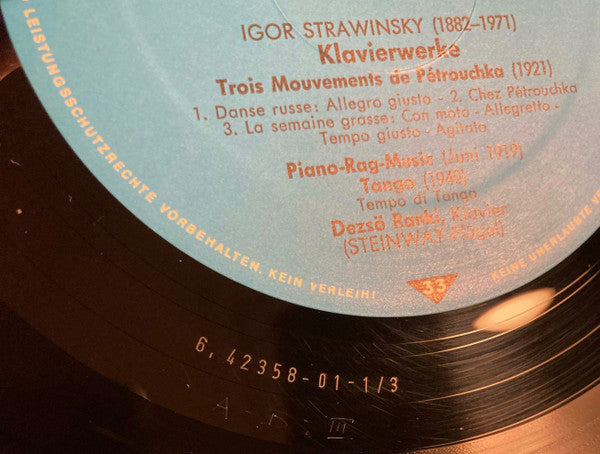 IGOR STRAWINSKY (1882–1971)
Klavierwerke
Trois Mouvements de Pétrouchka (1921)
1. Danse russe: Allegro giusto - 2. Chez Pétrouchka
3. La semaine grasse: Con moto - Allegretto -
Tempo giusto - Agitato
Piano-Rag-Music (Juni 1919)
Tango (1940)
Tempo di Tango
Dezsö Ranki, Klavier
(STEINWAY-Flügel)
LEISTUNGSSCHUTZRECHTE VORBEHALTEN, KEIN VERLEIH!
33
KEINE UNERLAUBTE
6.42358-01-1/3
A - III